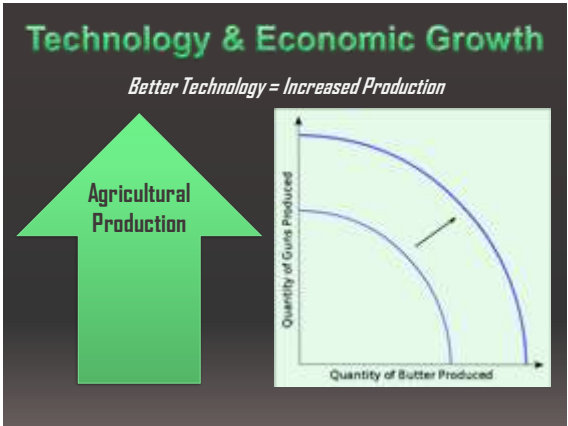 Technology & Economic Growth
Better Technology = Increased Production
Agricultural
Production
Quantity of Guns Produced
Quantity of Butter Produced